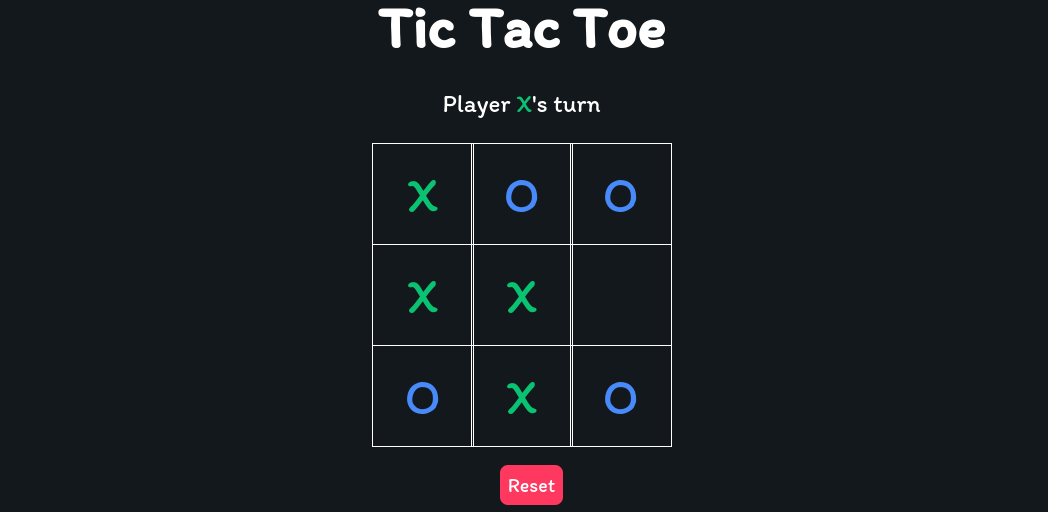 Tic Tac Toe
Player X's turn
X O O
X X
O X O
Reset